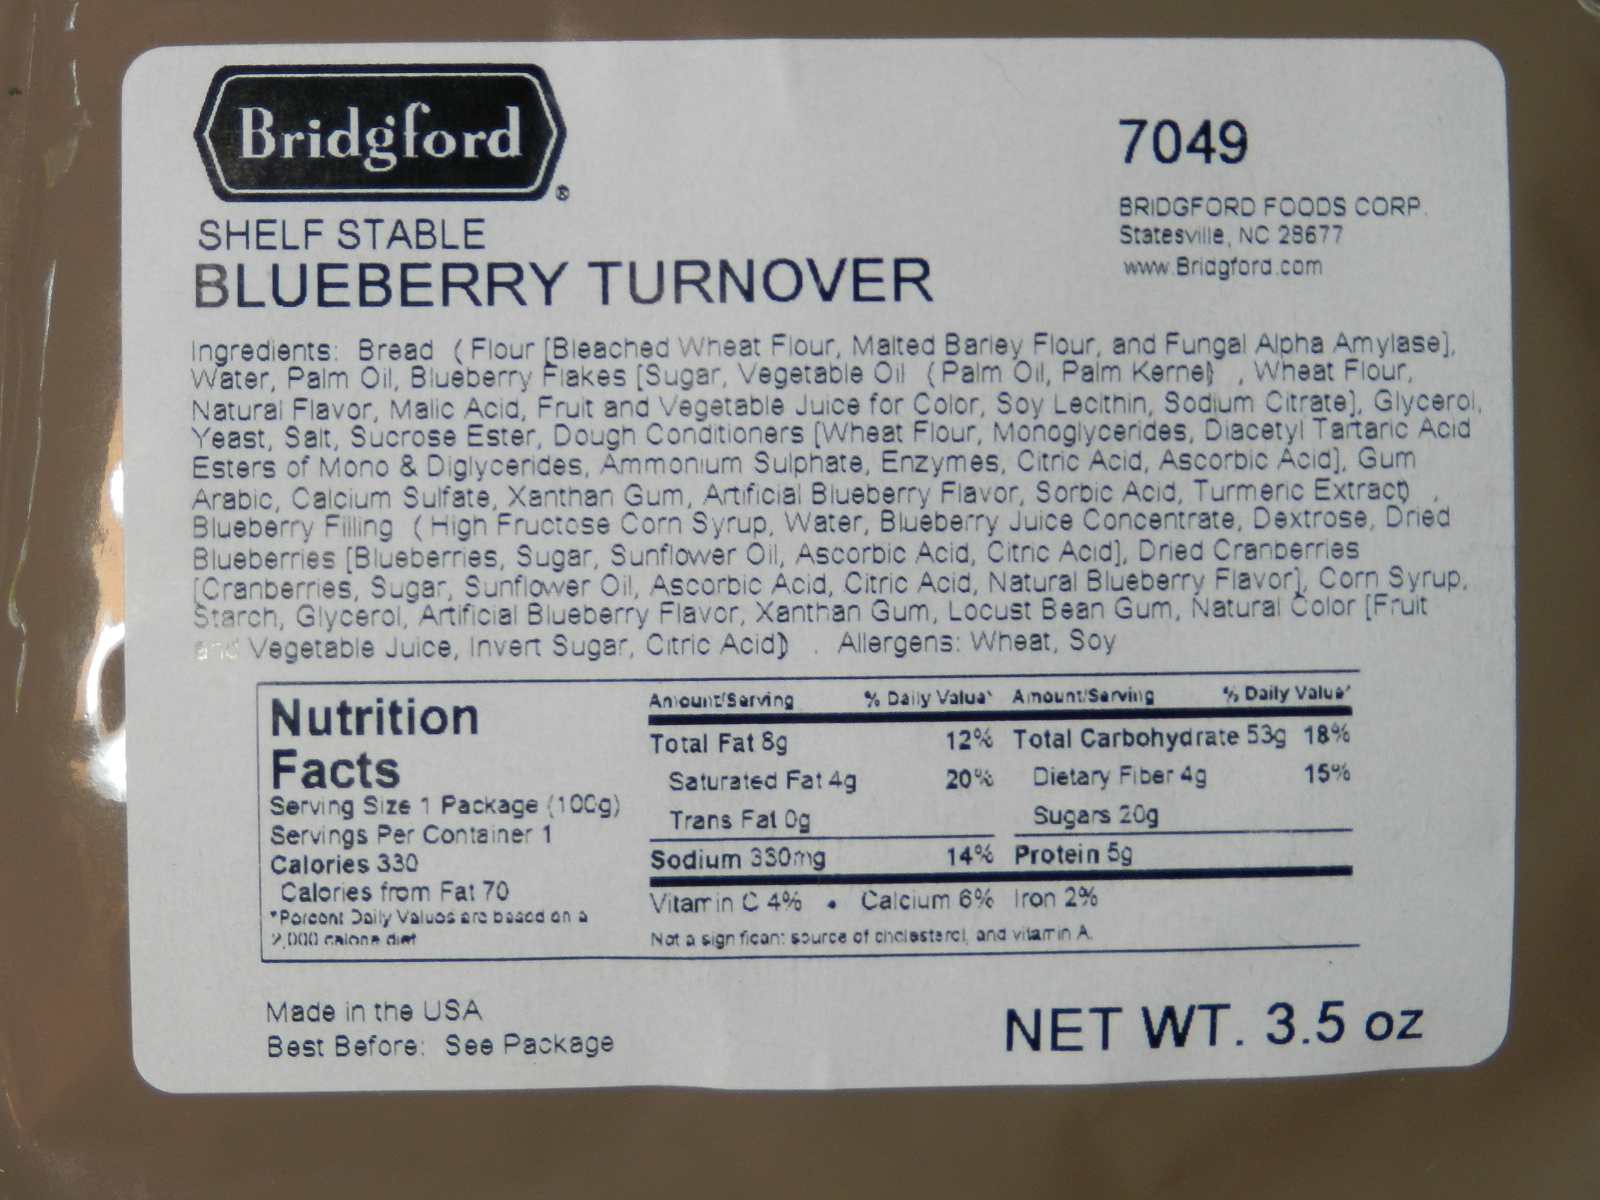 Bridgford®
7049
BRIDGFORD FOODS CORP.
Statesville, NC 28677
www.Bridgford.com
SHELF STABLE
BLUEBERRY TURNOVER
Ingredients: Bread (Flour [Bleached Wheat Flour, Malted Barley Flour, and Fungal Alpha Amylase],
Water, Palm Oil, Blueberry Flakes [Sugar, Vegetable Oil (Palm Oil, Palm Kernel) , Wheat Flour,
Natural Flavor, Malic Acid, Fruit and Vegetable Juice for Color, Soy Lecithin, Sodium Citrate], Glycerol,
Yeast, Salt, Sucrose Ester, Dough Conditioners [Wheat Flour, Monoglycerides, Diacetyl Tartaric Acid
Esters of Mono & Diglycerides, Ammonium Sulphate, Enzymes, Citric Acid, Ascorbic Acid], Gum
Arabic, Calcium Sulfate, Xanthan Gum, Artificial Blueberry Flavor, Sorbic Acid, Turmeric Extract) ,
Blueberry Filling (High Fructose Corn Syrup, Water, Blueberry Juice Concentrate, Dextrose, Dried
Blueberries [Blueberries, Sugar, Sunflower Oil, Ascorbic Acid, Citric Acid], Dried Cranberries
[Cranberries, Sugar, Sunflower Oil, Ascorbic Acid, Citric Acid, Natural Blueberry Flavor], Corn Syrup,
Starch, Glycerol, Artificial Blueberry Flavor, Xanthan Gum, Locust Bean Gum, Natural Color [Fruit
and Vegetable Juice, Invert Sugar, Citric Acid]) . Allergens: Wheat, Soy
Nutrition
Facts
Serving Size 1 Package (100g)
Servings Per Container 1
Calories 330
Calories from Fat 70
*Percent Daily Values are based on a
2,000 calorie diet
Amount/Serving % Daily Value* Amount/Serving % Daily Value*
Total Fat 8g 12% Total Carbohydrate 53g 18%
Saturated Fat 4g 20% Dietary Fiber 4g 15%
Trans Fat 0g Sugars 20g
Sodium 330mg 14% Protein 5g
Vitamin C 4% • Calcium 6% Iron 2%
Not a significant source of cholesterol, and vitamin A.
Made in the USA
Best Before: See Package
NET WT. 3.5 oz